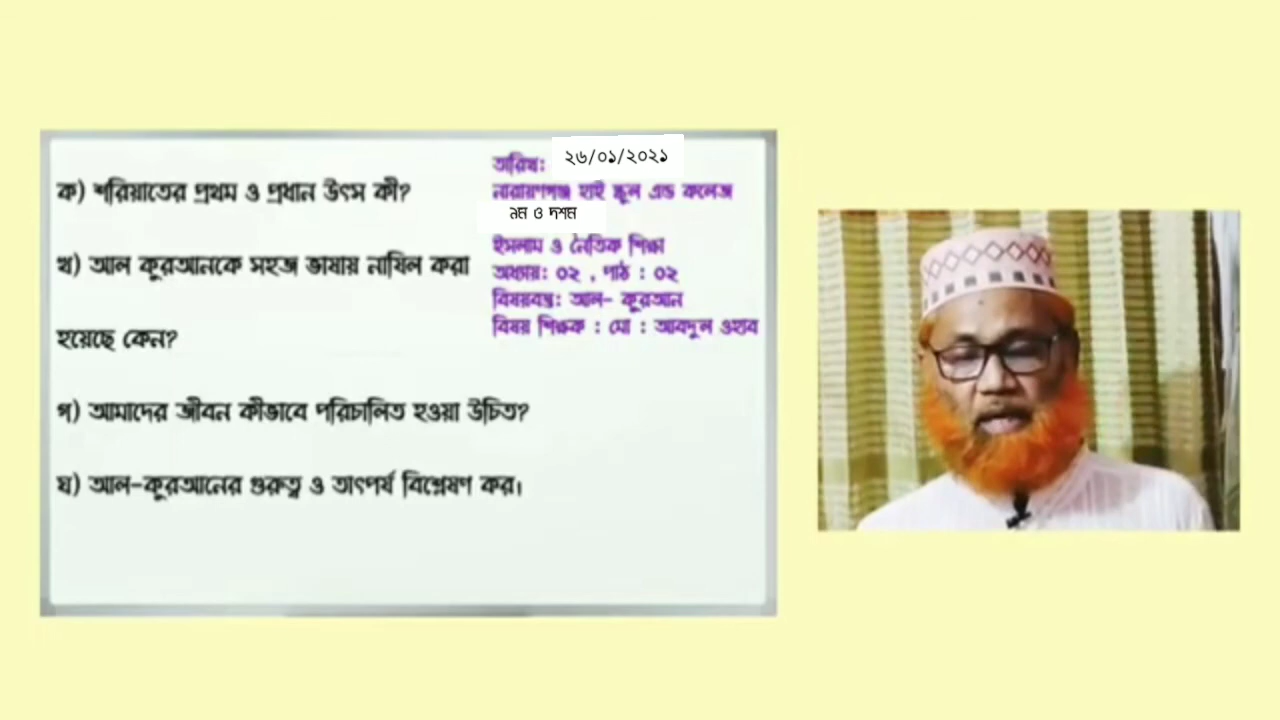 ক) শরিয়াতের প্রথম ও প্রধান উৎস কী?
খ) আল কুরআনকে সহজ ভাষায় নাযিল করা
হয়েছে কেন?
গ) আমাদের জীবন কীভাবে পরিচালিত হওয়া উচিত?
ঘ) আল-কুরআনের গুরুত্ব ও তাৎপর্য বিশ্লেষণ কর।
তারিখ: ২৬/০১/২০২১
নারায়ণগঞ্জ হাই স্কুল এন্ড কলেজ
৯ম ও দশম
ইসলাম ও নৈতিক শিক্ষা
অধ্যায়: ০২ , পাঠ : ০২
বিষয়বস্তু: আল- কুরআন
বিষয় শিক্ষক : মো : আবদুল ওহাব